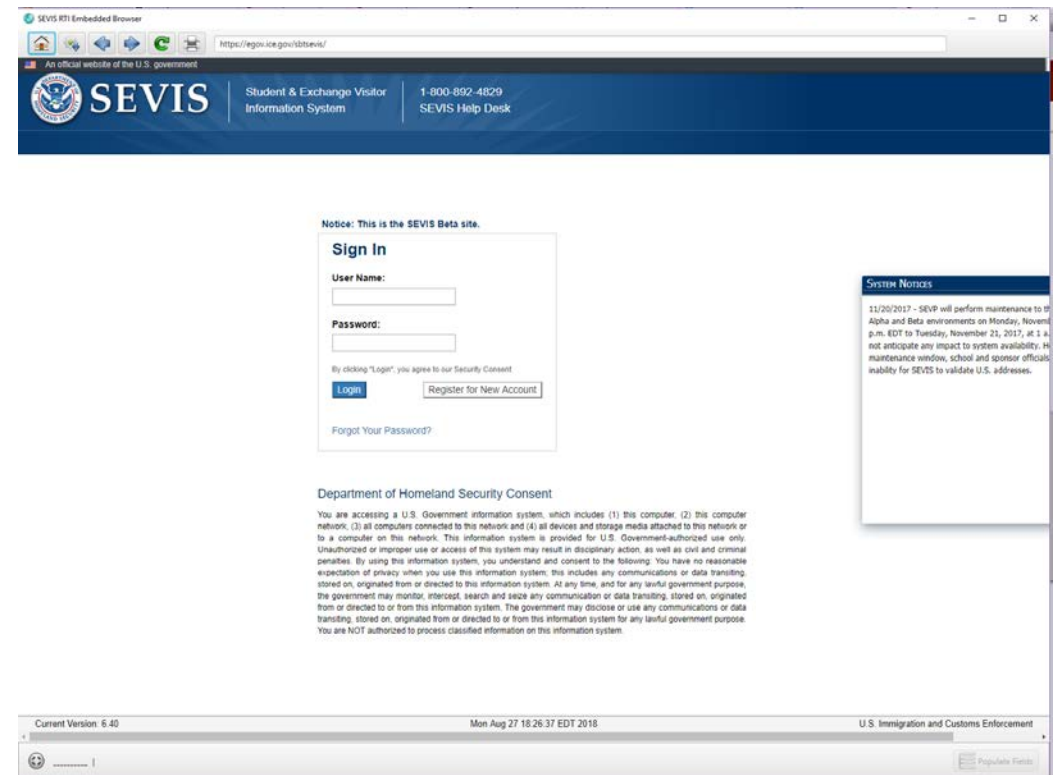 SEVIS RTI Embedded Browser
https://egov.ice.gov/sbtsevis/
An official website of the U.S. government
SEVIS
Student & Exchange Visitor
Information System
1-800-892-4829
SEVIS Help Desk
Notice: This is the SEVIS Beta site.
Sign In
User Name:
Password:
By clicking "Login", you agree to our Security Consent
Login
Register for New Account
Forgot Your Password?
System Notices
11/20/2017 - SEVP will perform maintenance to
Alpha and Beta environments on Monday,
p.m. EDT to Tuesday, November 21, 2017, at 1 a.
not anticipate any impact to system availability.
maintenance window, school and sponsor officials
inability for SEVIS to validate U.S. addresses.
Department of Homeland Security Consent
You are accessing a U.S. Government information system, which includes (1) this computer, (2) this computer
network, (3) all computers connected to this network and (4) all devices and storage media attached to this network or
to a computer on this network. This information system is provided for U.S. Government-authorized use only.
Unauthorized or improper use or access of this system may result in disciplinary action, as well as civil and criminal
penalties. By using this information system, you understand and consent to the following: You have no reasonable
expectation of privacy when you use this information system; this includes any communications or data transiting,
stored on, originated from or directed to this information system. At any time, and for any lawful government purpose,
the government may monitor, intercept, search and seize any communication or data transiting, stored on, originated
from or directed to or from this information system. The government may disclose or use any communications or data
transiting, stored on, originated from or directed to or from this information system for any lawful government purpose.
You are NOT authorized to process classified information on this information system.
Current Version: 6.40
Mon Aug 27 18:26:37 EDT 2018
U.S. Immigration and Customs Enforcement
Populate Fields